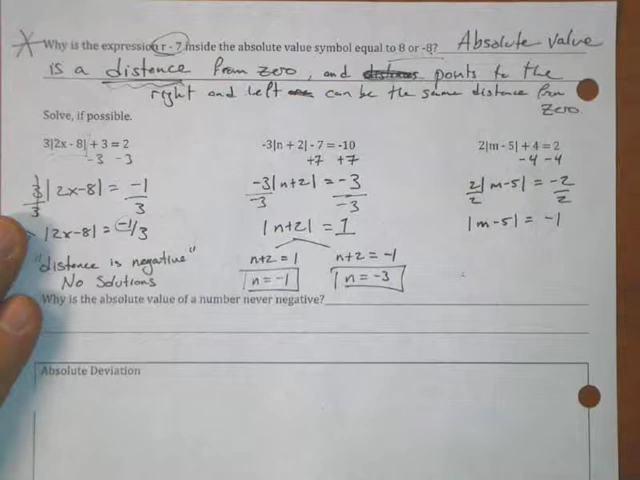 Why is the expression r - 7 inside the absolute value symbol equal to 8 or -8? Absolute value
is a distance from zero, and points to the
right and left can be the same distance from
zero.
Solve, if possible.
3|2x - 8| + 3 = 2
-3 -3
3|2x-8| = -1
3 3
|2x-8| = -1/3
"distance is negative"
No Solutions
-3|n + 2| - 7 = -10
+7 +7
-3|n+2| = -3
-3 -3
|n+2| = 1
n+2 = 1 n+2 = -1
n = -1 n = -3
2|m - 5| + 4 = 2
-4 -4
2|m-5| = -2
2 2
|m-5| = -1
Why is the absolute value of a number never negative?
Absolute Deviation